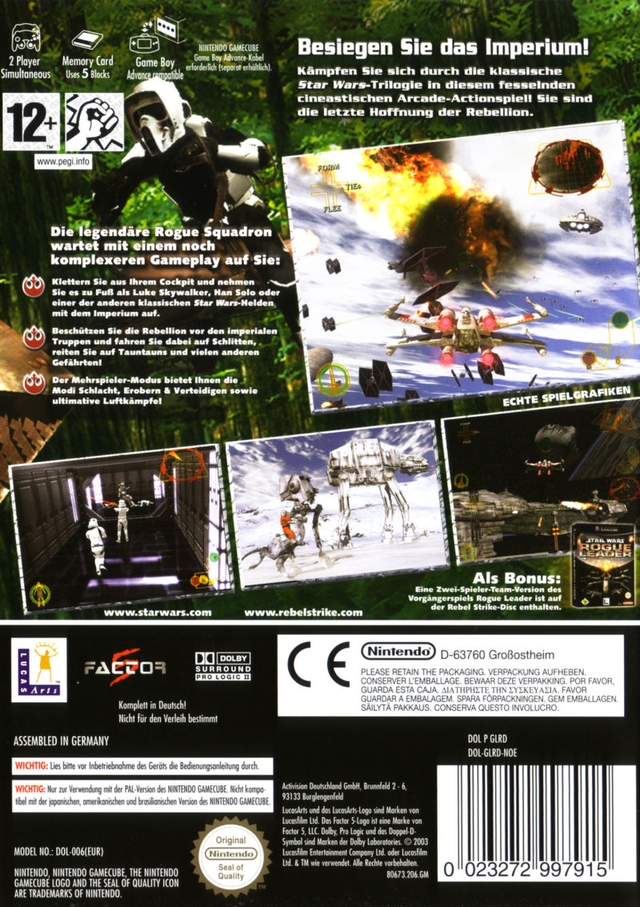 2 Player
Simultaneous
Memory Card
Uses 5 Blocks
Game Boy
Advance compatible
NINTENDO GAMECUBE
Game Boy Advance-Kabel
erforderlich (separat erhältlich).
12+
www.pegi.info
Besiegen Sie das Imperium!
Kämpfen Sie sich durch die klassische
Star Wars-Trilogie in diesem fesselnden
cineastischen Arcade-Actionspiel! Sie sind
die letzte Hoffnung der Rebellion.
FORM
TIEs
FLEE
Die legendäre Rogue Squadron
wartet mit einem noch
komplexeren Gameplay auf Sie:
Klettern Sie aus Ihrem Cockpit und nehmen
Sie es zu Fuß als Luke Skywalker, Han Solo oder
einer der anderen klassischen Star Wars-Helden
mit dem Imperium auf.
Beschützen Sie die Rebellion vor den imperialen
Truppen und fahren Sie dabei auf Schlitten,
reiten Sie auf Tauntauns und vielen anderen
Gefährten!
Der Mehrspieler-Modus bietet Ihnen die
Modi Schlacht, Erobern & Verteidigen sowie
ultimative Luftkämpfe!
ECHTE SPIELGRAFIKEN
www.starwars.com
www.rebelstrike.com
STAR WARS
ROGUE
LEADER
Als Bonus:
Eine Zwei-Spieler-Team-Version des
Vorgängerspiels Rogue Leader ist auf
der Rebel Strike-Disc enthalten.
LUCAS
Arts
FACTOR 5
DOLBY
SURROUND
PRO LOGIC II
Komplett in Deutsch!
Nicht für den Verleih bestimmt
CE
Nintendo D-63760 Großostheim
PLEASE RETAIN THE PACKAGING. VERPACKUNG AUFHEBEN.
CONSERVER L'EMBALLAGE. BEWAAR DEZE VERPAKKING. POR FAVOR,
GUARDA ESTA CAJA. ΔΙΑΤΗΡΗΣΤΕ ΤΗΝ ΣΥΣΚΕΥΑΣΙΑ. FAVOR
GUARDAR A EMBALAGEM. SPARA FÖRPACKNINGEN. GEM EMBALLAGEN.
SÄILYTÄ PAKKAUS. CONSERVA QUESTO INVOLUCRO.
ASSEMBLED IN GERMANY
WICHTIG: Lies bitte vor Inbetriebnahme des Geräts die Bedienungsanleitung durch.
WICHTIG: Nur zur Verwendung mit der PAL-Version des NINTENDO GAMECUBE. Nicht kompa-
tibel mit der japanischen, amerikanischen und brasilianischen Version des NINTENDO GAMECUBE.
MODEL NO.: DOL-006(EUR)
NINTENDO, NINTENDO GAMECUBE, THE NINTENDO
GAMECUBE LOGO AND THE SEAL OF QUALITY ICON
ARE TRADEMARKS OF NINTENDO.
Original
Nintendo
Seal of
Quality
Activision Deutschland GmbH, Brunnfeld 2 - 6,
93133 Burglengenfeld
LucasArts und das LucasArts-Logo sind Marken von
Lucasfilm Ltd. Das Factor 5-Logo ist eine Marke von
Factor 5, LLC. Dolby, Pro Logic und das Doppel-D-
Symbol sind Marken der Dolby Laboratories. © 2003
Lucasfilm Entertainment Company Ltd. oder Lucasfilm
Ltd. & TM wie verwendet. Alle Rechte vorbehalten.
80673.206.GM
DOL P GLRD
DOL-GLRD-NOE
0 023272 997915